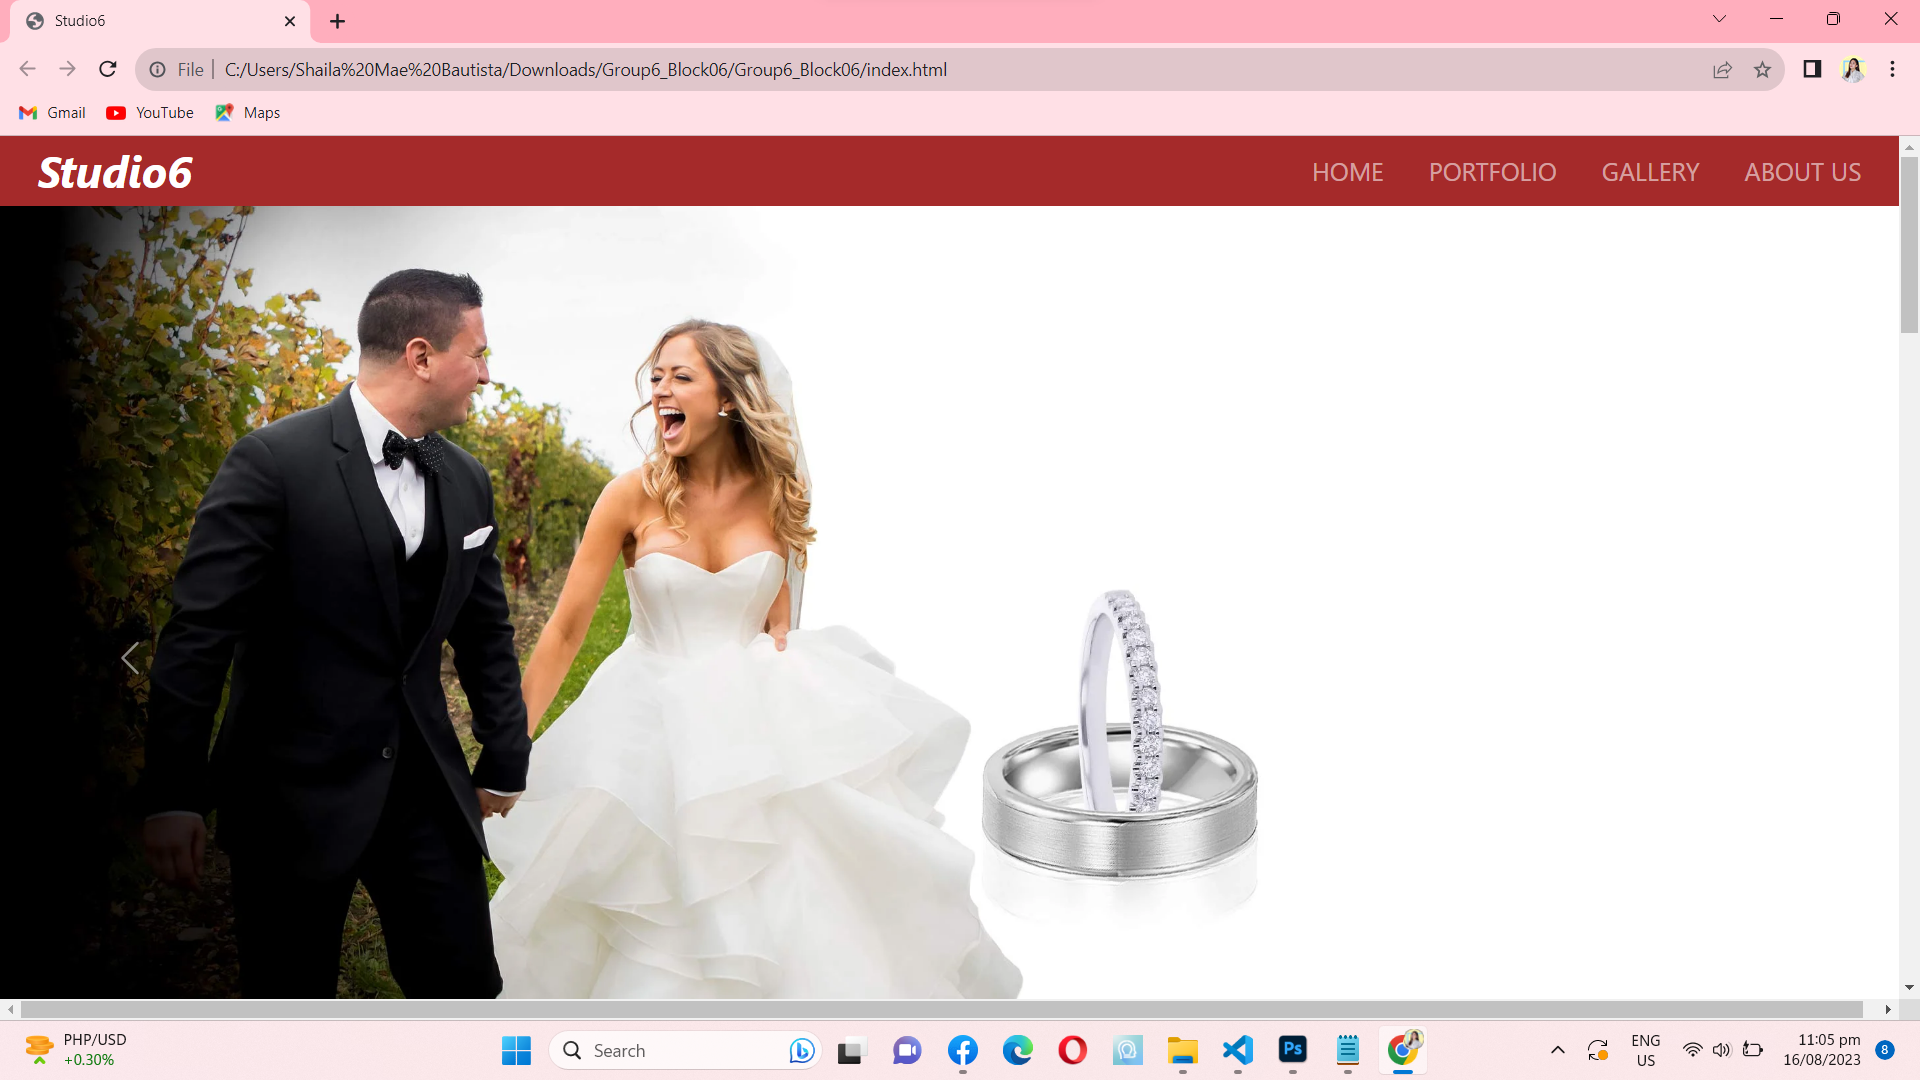 Studio6
File
C:/Users/Shaila%20Mae%20Bautista/Downloads/Group6_Block06/Group6_Block06/index.html
Gmail
YouTube
Maps
Studio6
HOME
PORTFOLIO
GALLERY
ABOUT US
PHP/USD
+0.30%
Search
Ps
ENG
US
11:05 pm
16/08/2023
8